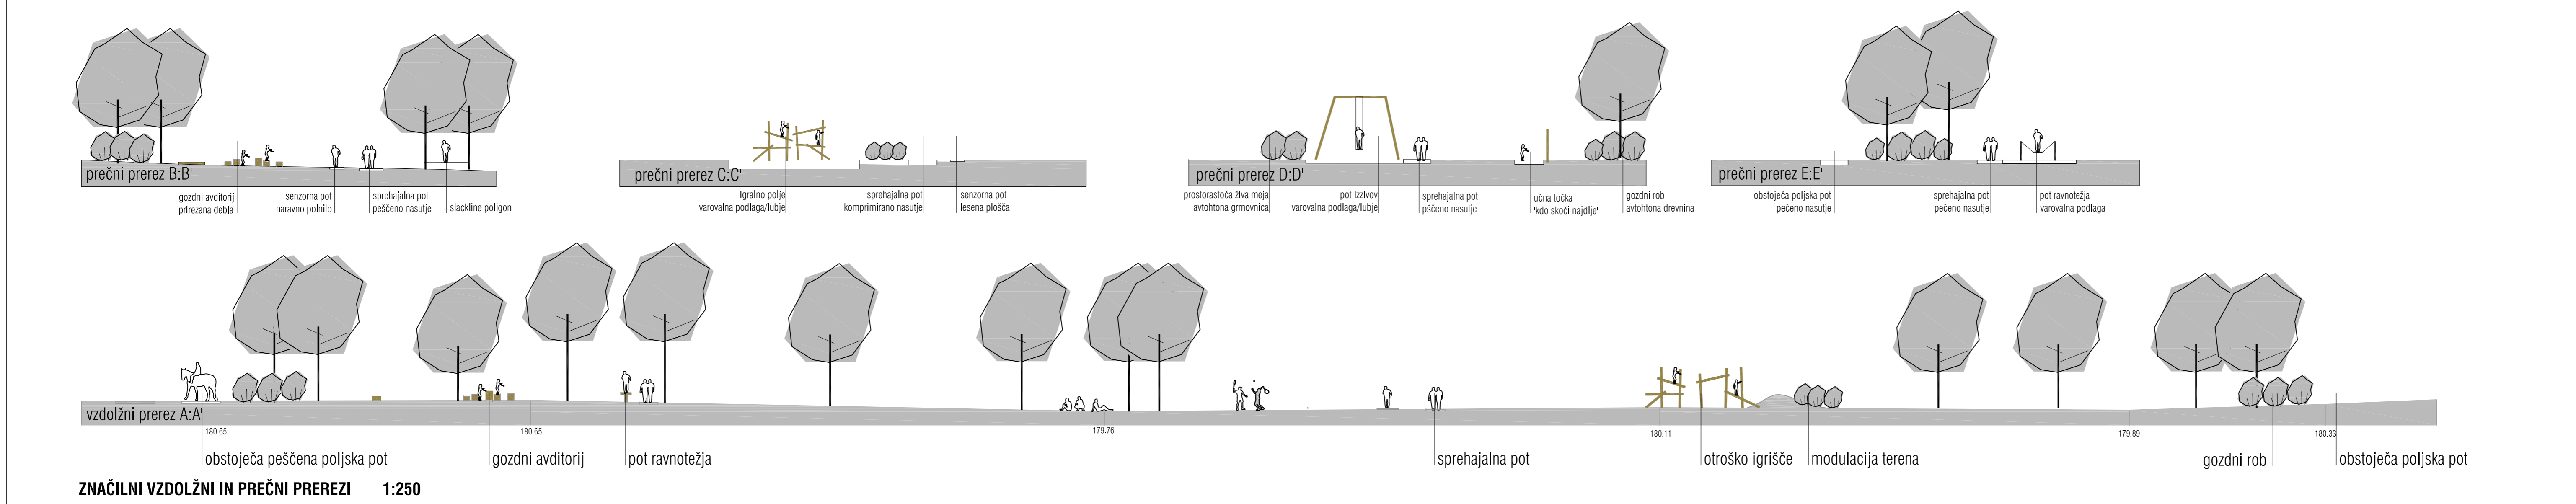 prečni prerez B:B'
gozdni avditorij
prirezana debla
senzorna pot
naravno polnilo
sprehajalna pot
peščeno nasutje
slackline poligon
prečni prerez C:C'
igralno polje
varovalna podlaga/lubje
sprehajalna pot
komprimirano nasutje
senzorna pot
lesena plošča
prečni prerez D:D'
prostorastoča živa meja
avtohtona grmovnica
pot izzivov
varovalna podlaga/lubje
sprehajalna pot
pščeno nasutje
učna točka
'kdo skoči najdlje'
gozdni rob
avtohtona drevnina
prečni prerez E:E'
obstoječa poljska pot
pečeno nasutje
sprehajalna pot
pečeno nasutje
pot ravnotežja
varovalna podlaga
vzdolžni prerez A:A'
180.65
180.65
179.76
180.11
179.89
180.33
obstoječa peščena poljska pot
gozdni avditorij
pot ravnotežja
sprehajalna pot
otroško igrišče
modulacija terena
gozdni rob
obstoječa poljska pot
ZNAČILNI VZDOLŽNI IN PREČNI PREREZI 1:250